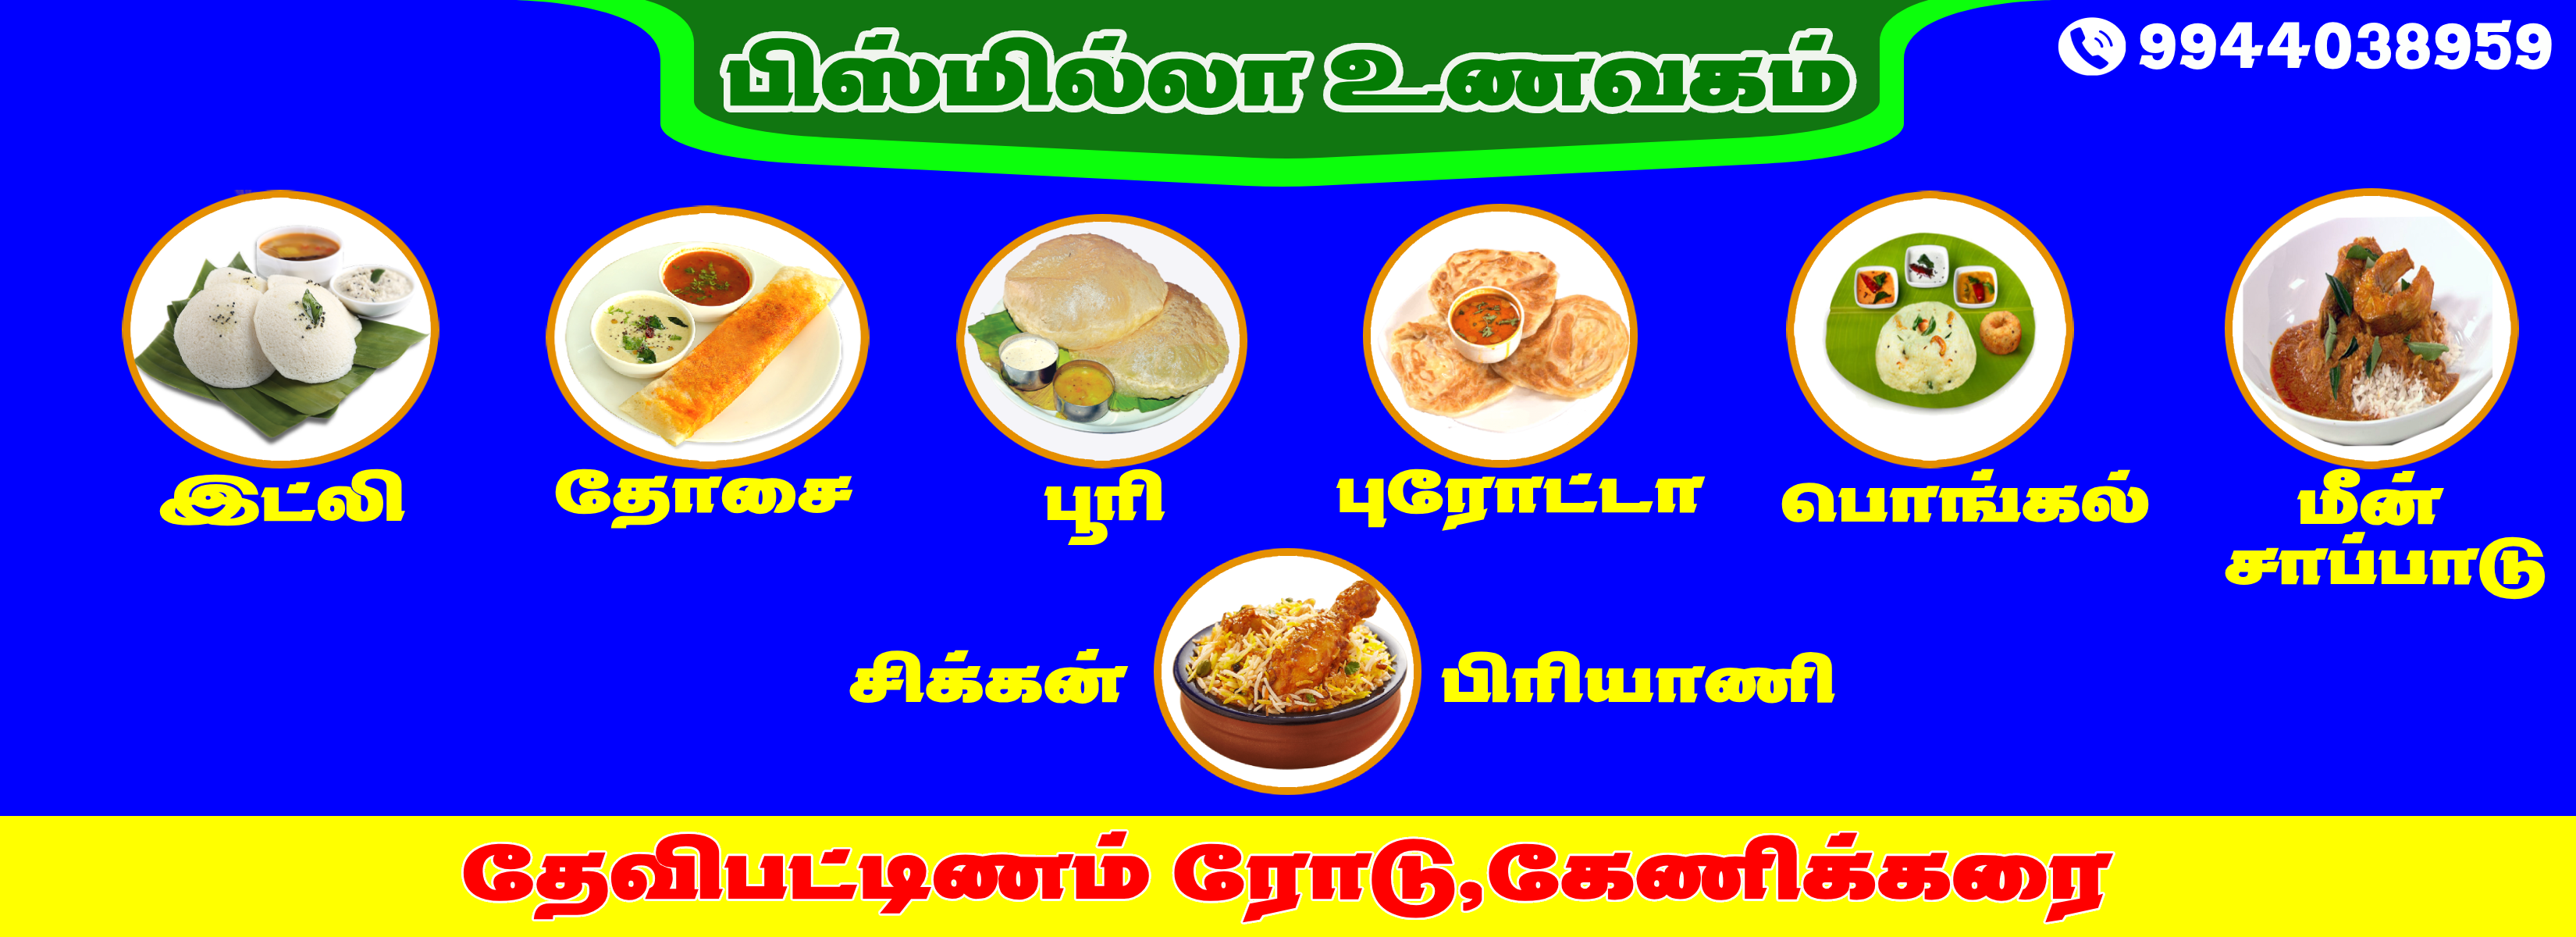 பிஸ்மில்லா உணவகம்
9944038959
இட்லி
தோசை
பூரி
புரோட்டா
பொங்கல்
மீன்
சாப்பாடு
சிக்கன் பிரியாணி
தேவிபட்டிணம் ரோடு,கேணிக்கரை